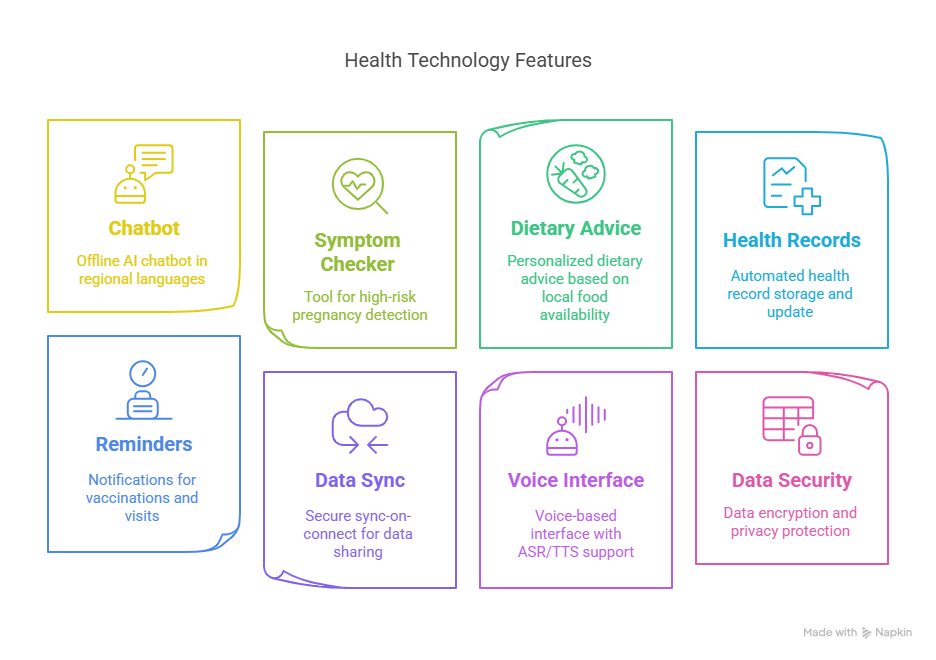 Health Technology Features
Chatbot
Offline AI chatbot in
regional languages
Symptom
Checker
Tool for high-risk
pregnancy detection
Dietary Advice
Personalized dietary
advice based on
local food
availability
Health Records
Automated health
record storage and
update
Reminders
Notifications for
vaccinations and
visits
Data Sync
Secure sync-on-
connect for data
sharing
Voice Interface
Voice-based
interface with
ASR/TTS support
Data Security
Data encryption and
privacy protection
Made with Napkin